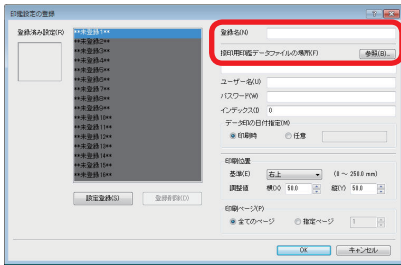 印鑑設定の登録
登録済み設定(R)
**未登録1**
**未登録2**
**未登録3**
**未登録4**
**未登録5**
**未登録6**
**未登録7**
**未登録8**
**未登録9**
**未登録10**
**未登録11**
**未登録12**
**未登録13**
**未登録14**
**未登録15**
**未登録16**
設定登録(S)
登録削除(D)
登録名(N)
捺印用印鑑データファイルの場所(F)
参照(B)...
ユーザー名(U)
パスワード(W)
インデックス(I) 0
データ印の日付指定(M)
印刷時 任意
印刷位置
基準(E) 右上 (0 ～ 250.0 mm)
調整値 横(X) 50.0 縦(Y) 50.0
印刷ページ(P)
全てのページ 指定ページ 1
OK キャンセル